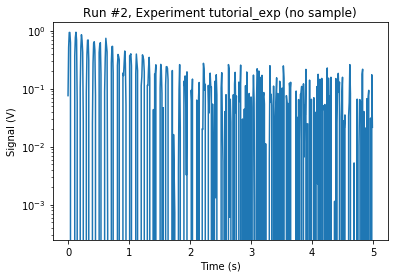 Run #2, Experiment tutorial_exp (no sample)
Signal (V)
10⁰
10⁻¹
10⁻²
10⁻³
0 1 2 3 4 5
Time (s)